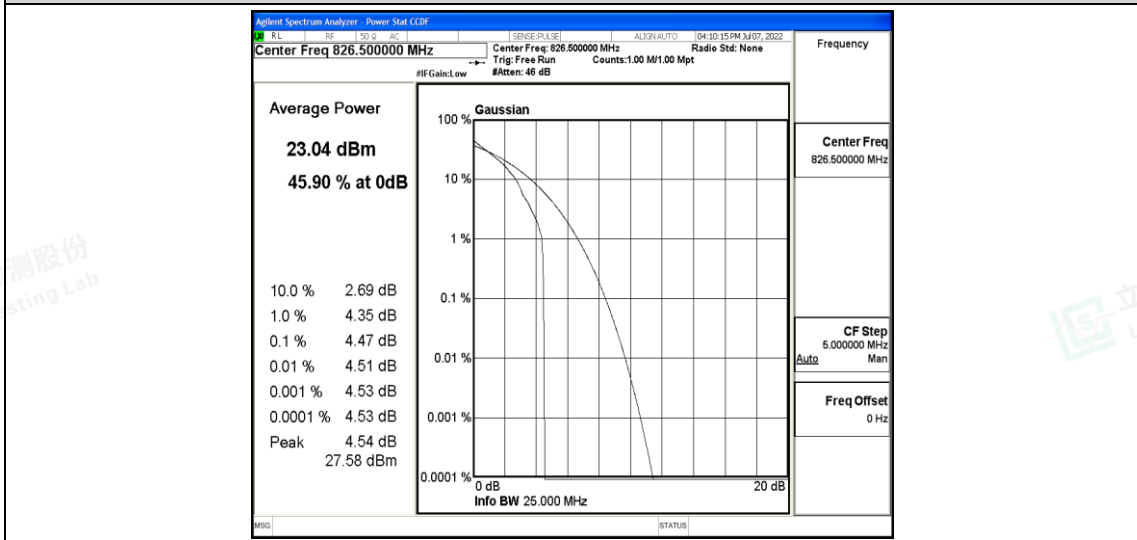 Agilent Spectrum Analyzer - Power Stat CCDF
RL RF 50 Ω AC SENSE:PULSE ALIGN AUTO 04:10:15 PM Jul 07, 2022
Center Freq 826.500000 MHz
Center Freq: 826.500000 MHz Radio Std: None
Trig: Free Run Counts:1.00 M/1.00 Mpt
#IFGain:Low #Atten: 46 dB
Frequency
Average Power
23.04 dBm
45.90 % at 0dB
10.0 % 2.69 dB
1.0 % 4.35 dB
0.1 % 4.47 dB
0.01 % 4.51 dB
0.001 % 4.53 dB
0.0001 % 4.53 dB
Peak 4.54 dB
27.58 dBm
Gaussian
100 %
10 %
1 %
0.1 %
0.01 %
0.001 %
0.0001 %
0 dB 20 dB
Info BW 25.000 MHz
Center Freq
826.500000 MHz
CF Step
5.000000 MHz
Auto Man
Freq Offset
0 Hz
MSG STATUS
测股份
sting Lab
立